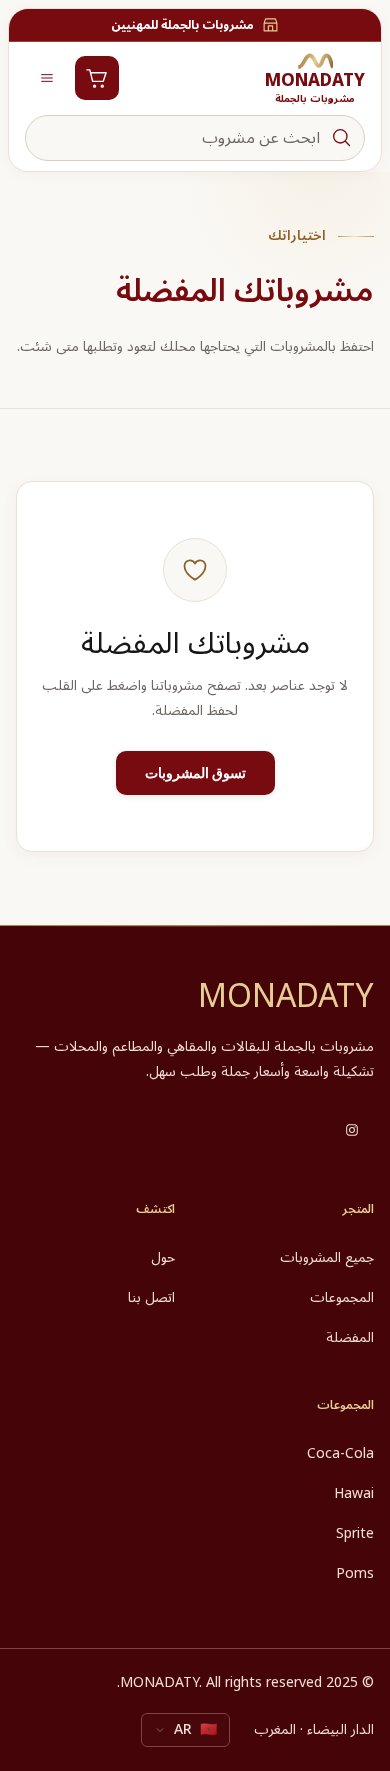 مشروبات بالجملة للمهنيين
MONADATY
مشروبات بالجملة
ابحث عن مشروب
اختياراتك
مشروباتك المفضلة
احتفظ بالمشروبات التي يحتاجها محلك لتعود وتطلبها متى شئت.
مشروباتك المفضلة
لا توجد عناصر بعد. تصفح مشروباتنا واضغط على القلب
لحفظ المفضلة.
تسوق المشروبات
MONADATY
مشروبات بالجملة للبقالات والمقاهي والمطاعم والمحلات —
تشكيلة واسعة وأسعار جملة وطلب سهل.
المتجر
جميع المشروبات
المجموعات
المفضلة
اكتشف
حول
اتصل بنا
المجموعات
Coca-Cola
Hawai
Sprite
Poms
© 2025 MONADATY. All rights reserved.
الدار البيضاء · المغرب
AR